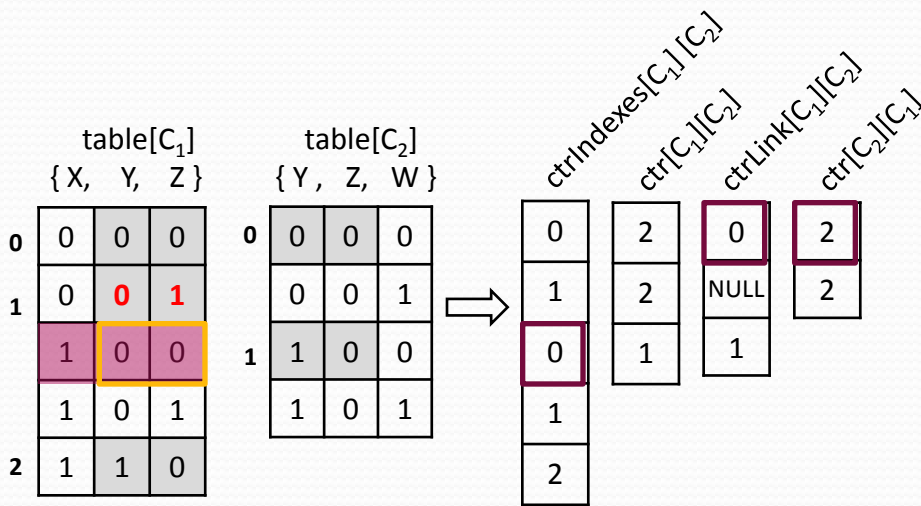 table[C₁]
{ X, Y, Z }
0 0 0 0
1 0 0 1
1 0 0
1 0 1
2 1 1 0
table[C₂]
{ Y , Z, W }
0 0 0 0
0 0 1
1 1 0 0
1 0 1
ctrIndexes[C₁] [C₂]
0
1
0
1
2
ctr[C₁][C₂]
2
2
1
ctrLink[C₁][C₂]
0
NULL
1
ctr[C₂][C₁]
2
2